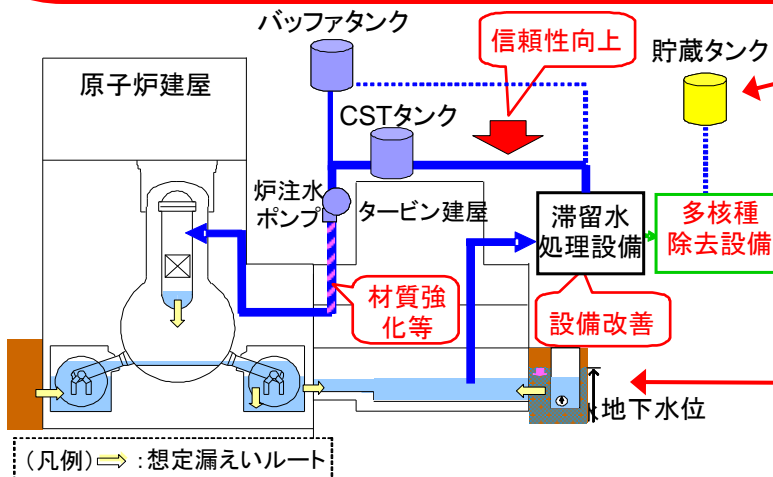 バッファタンク
信頼性向上
貯蔵タンク
原子炉建屋
CSTタンク
炉注水
ポンプ
タービン建屋
滞留水
処理設備
多核種
除去設備
材質強
化等
設備改善
地下水位
(凡例) :想定漏えいルート